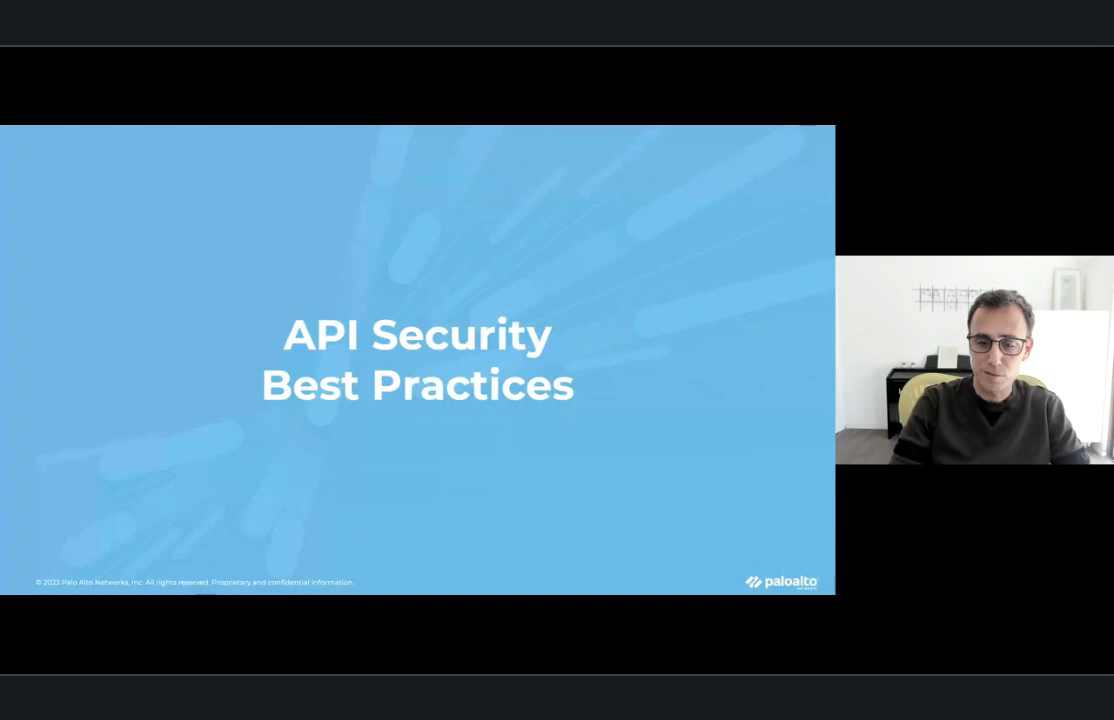 API Security
Best Practices
© 2023 Palo Alto Networks, Inc. All rights reserved. Proprietary and confidential information.
paloalto